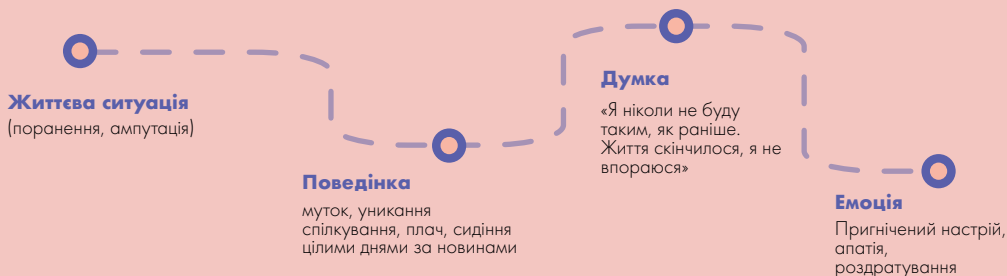 Життєва ситуація
(поранення, ампутація)
Поведінка
муток, уникання
спілкування, плач, сидіння
цілими днями за новинами
Думка
«Я ніколи не буду
таким, як раніше.
Життя скінчилося, я не
впораюся»
Емоція
Пригнічений настрій,
апатія,
роздратування